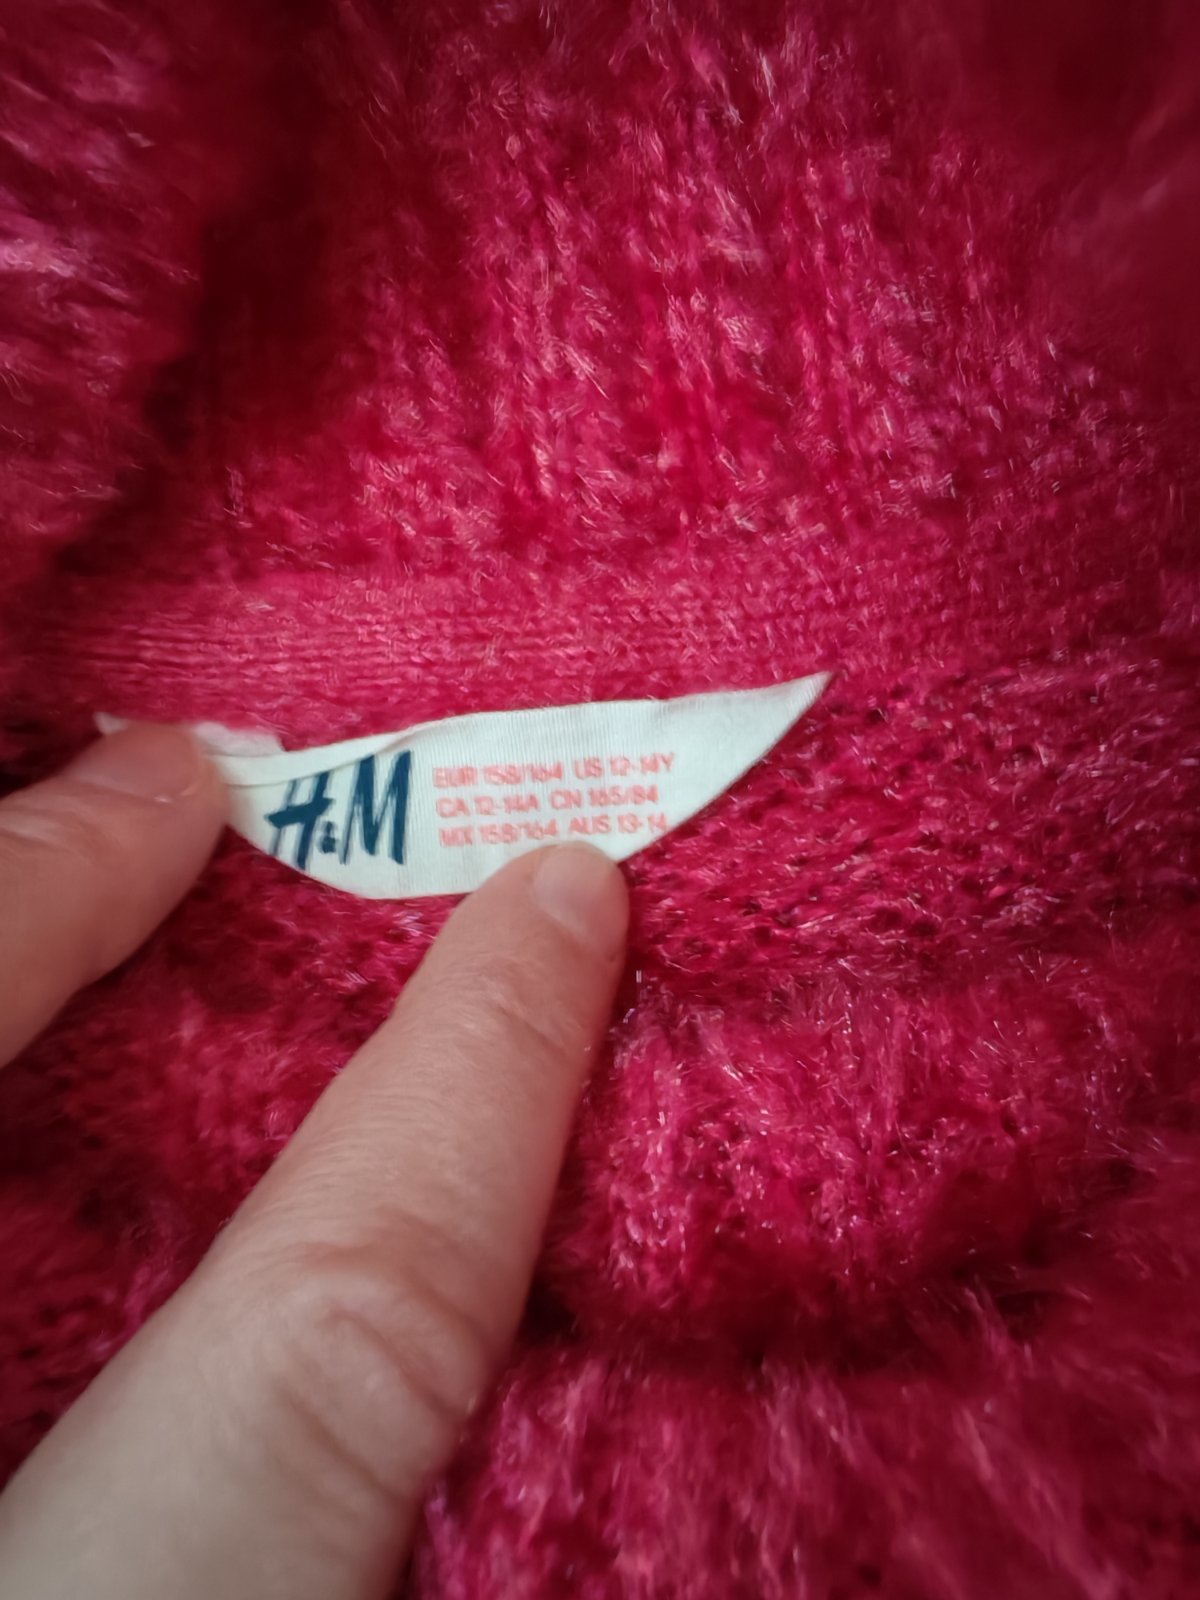 H&M
EUR 158/164 US 12-14Y
CA 12-14A CN 165/84
MX 158/164 AUS 13-14